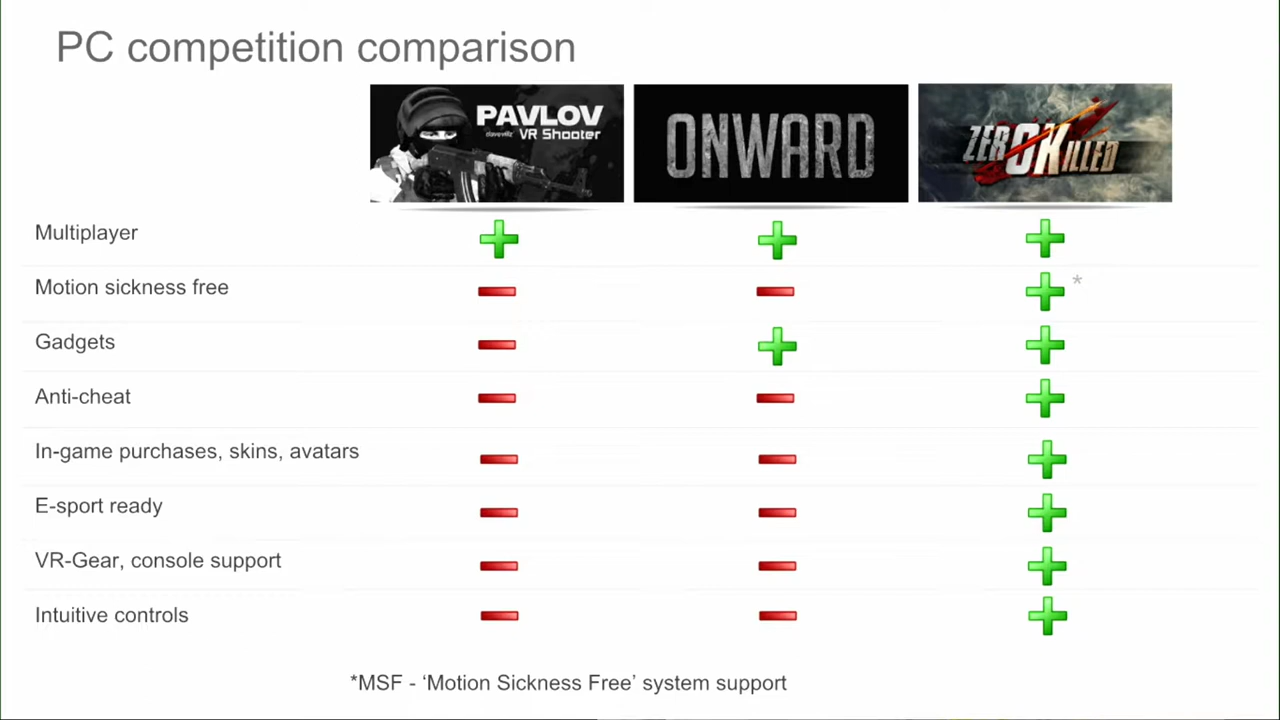 PC competition comparison
PAVLOV
davevillz VR Shooter
ONWARD
ZEROKILLED
Multiplayer
Motion sickness free
*
Gadgets
Anti-cheat
In-game purchases, skins, avatars
E-sport ready
VR-Gear, console support
Intuitive controls
*MSF - ‘Motion Sickness Free’ system support